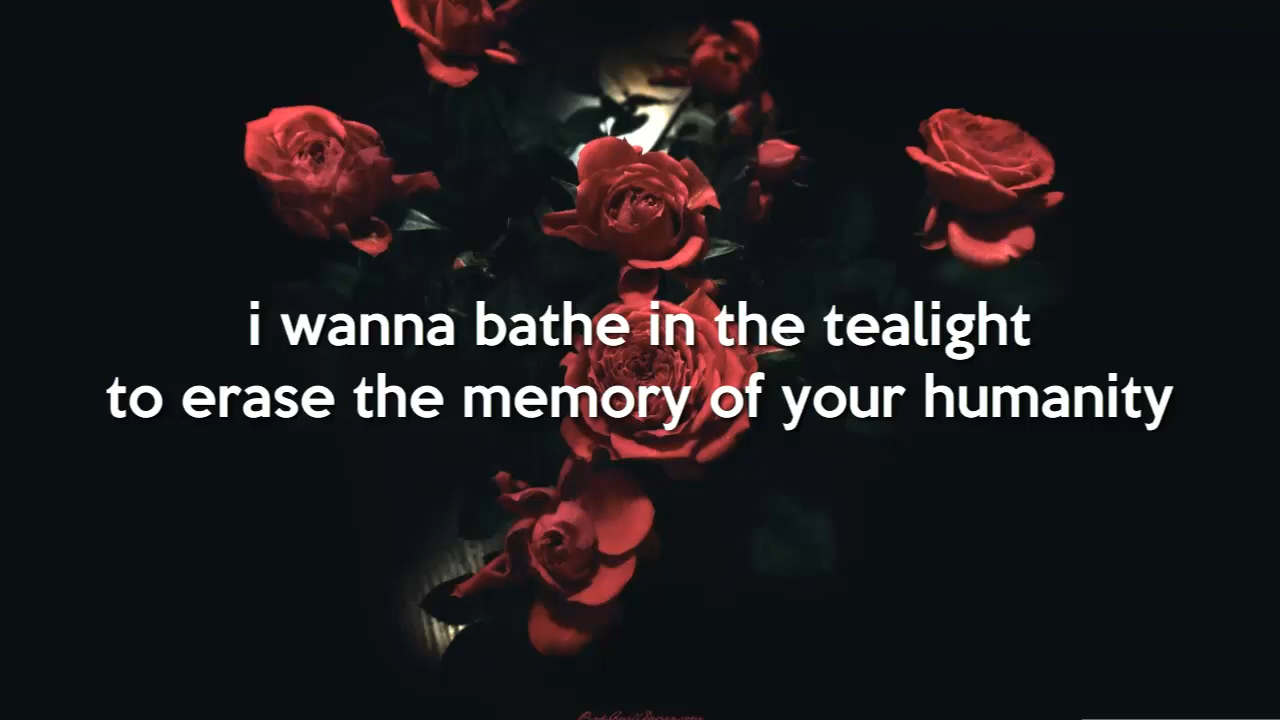 i wanna bathe in the tealight
to erase the memory of your humanity